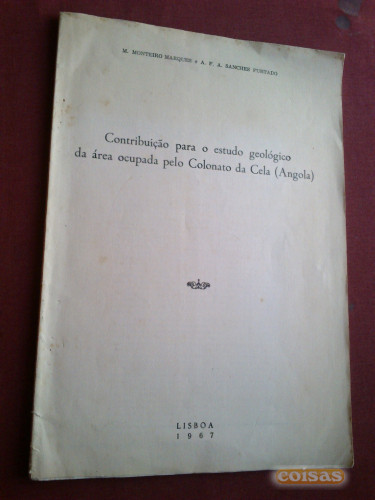 M. MONTEIRO MARQUES e A. F. A. SANCHES FURTADO
Contribuição para o estudo geológico
da área ocupada pelo Colonato da Cela (Angola)
LISBOA
1967
coisas